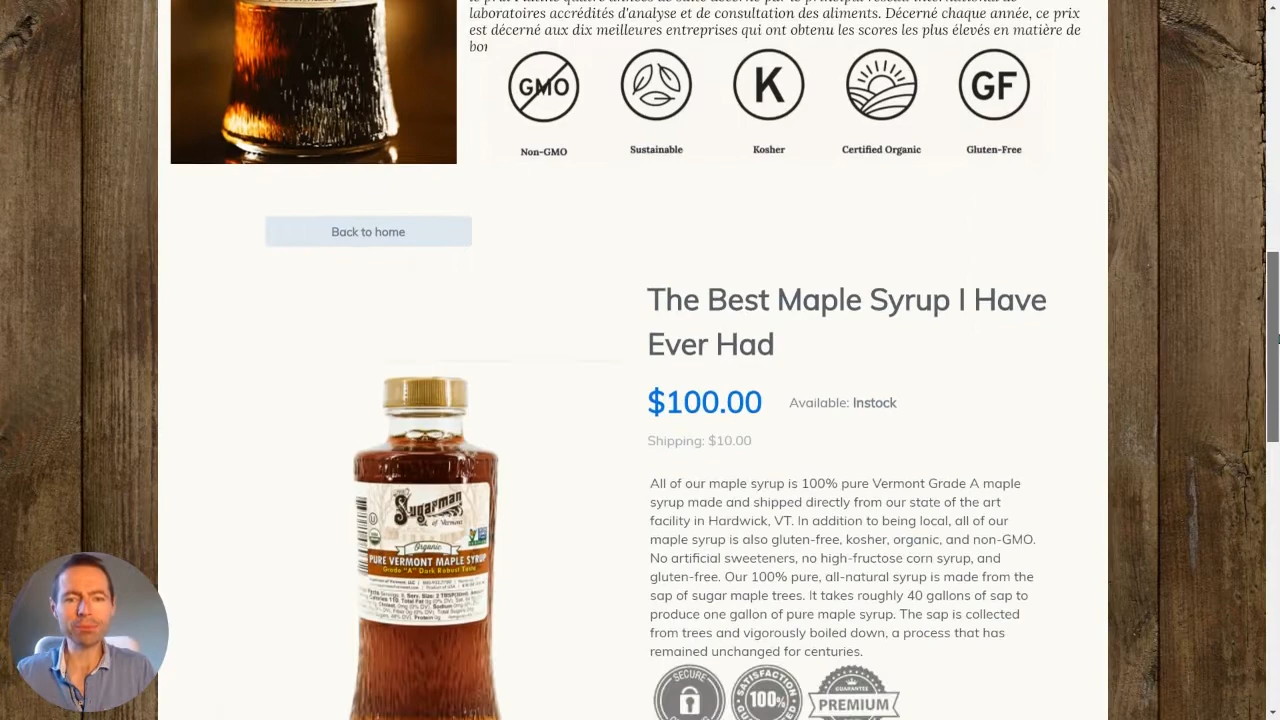 laboratoires accrédités d'analyse et de consultation des aliments. Décerné chaque année, ce prix
est décerné aux dix meilleures entreprises qui ont obtenu les scores les plus élevés en matière de
GMO
K
GF
Non-GMO
Sustainable
Kosher
Certified Organic
Gluten-Free
Back to home
The Best Maple Syrup I Have
Ever Had
$100.00
Available: Instock
Shipping: $10.00
All of our maple syrup is 100% pure Vermont Grade A maple
syrup made and shipped directly from our state of the art
facility in Hardwick, VT. In addition to being local, all of our
maple syrup is also gluten-free, kosher, organic, and non-GMO.
No artificial sweeteners, no high-fructose corn syrup, and
gluten-free. Our 100% pure, all-natural syrup is made from the
sap of sugar maple trees. It takes roughly 40 gallons of sap to
produce one gallon of pure maple syrup. The sap is collected
from trees and vigorously boiled down, a process that has
remained unchanged for centuries.
Sugarman
of Vermont
Organic
PURE VERMONT MAPLE SYRUP
Grade "A" Dark Robust Taste
SECURE
SATISFACTION
100%
GUARANTEE
PREMIUM